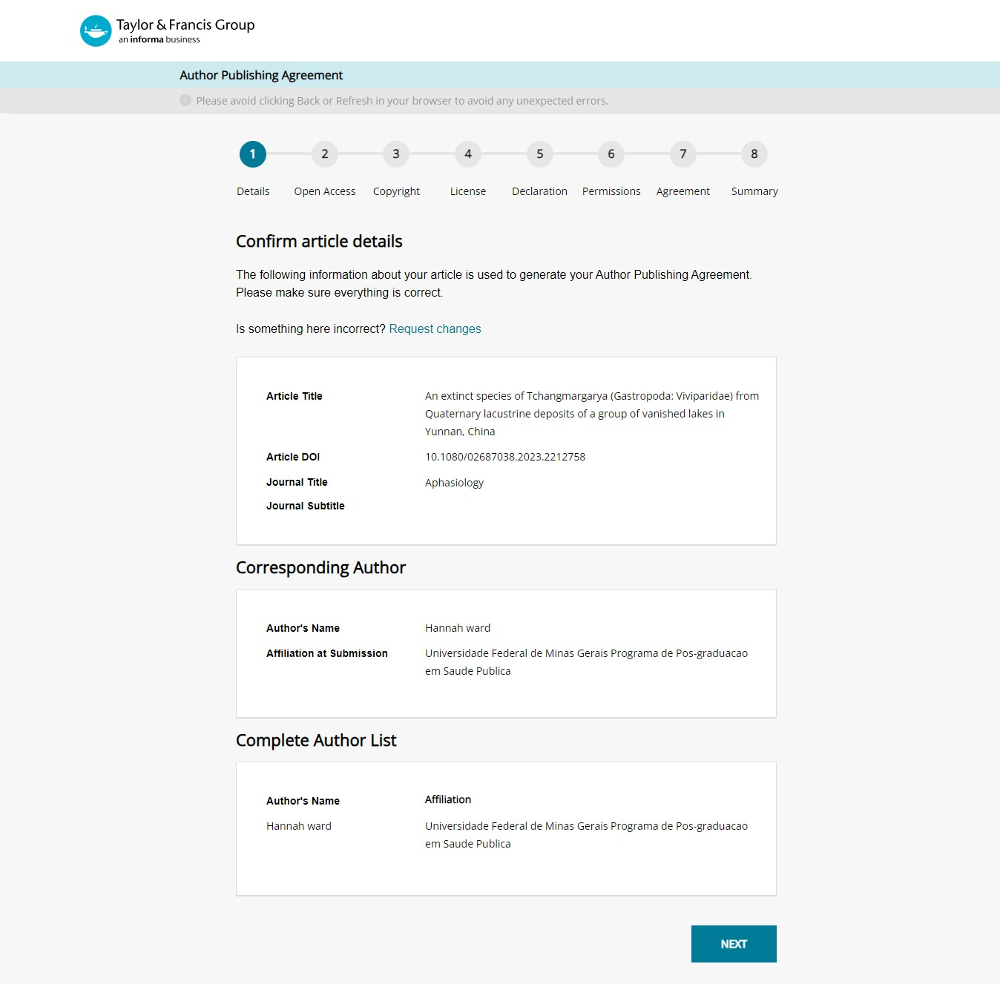 Taylor & Francis Group
an informa business
Author Publishing Agreement
Please avoid clicking Back or Refresh in your browser to avoid any unexpected errors.
1 2 3 4 5 6 7 8
Details Open Access Copyright License Declaration Permissions Agreement Summary
Confirm article details
The following information about your article is used to generate your Author Publishing Agreement.
Please make sure everything is correct.
Is something here incorrect? Request changes
Article Title An extinct species of Tchangmargarya (Gastropoda: Viviparidae) from
Quaternary lacustrine deposits of a group of vanished lakes in
Yunnan, China
Article DOI 10.1080/02687038.2023.2212758
Journal Title Aphasiology
Journal Subtitle
Corresponding Author
Author's Name Hannah ward
Affiliation at Submission Universidade Federal de Minas Gerais Programa de Pos-graduacao
em Saude Publica
Complete Author List
Author's Name Affiliation
Hannah ward Universidade Federal de Minas Gerais Programa de Pos-graduacao
em Saude Publica
NEXT